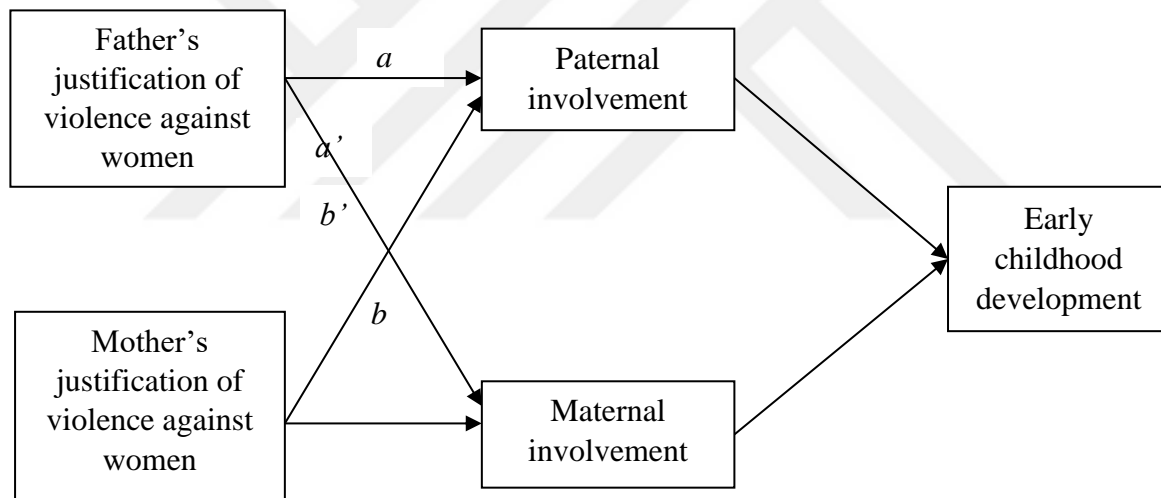 Father’s
justification of
violence against
women
a
Paternal
involvement
a’
b’
Early
childhood
development
b
Mother’s
justification of
violence against
women
Maternal
involvement